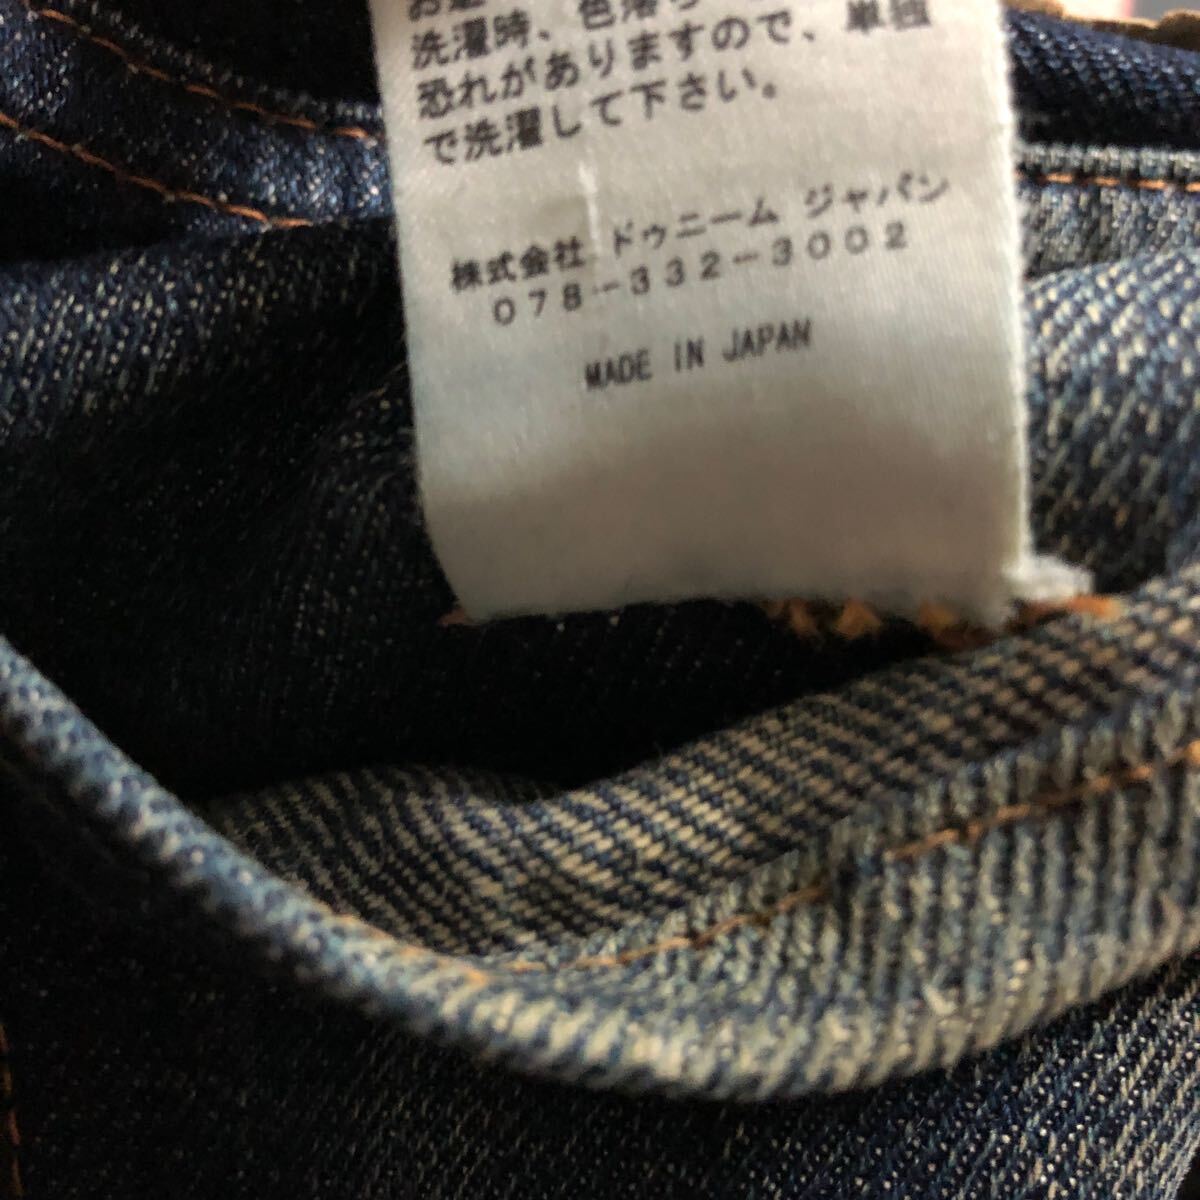 洗濯時、色落ち
恐れがありますので、単独
で洗濯して下さい。
株式会社 ドゥニーム ジャパン
078-332-3002
MADE IN JAPAN